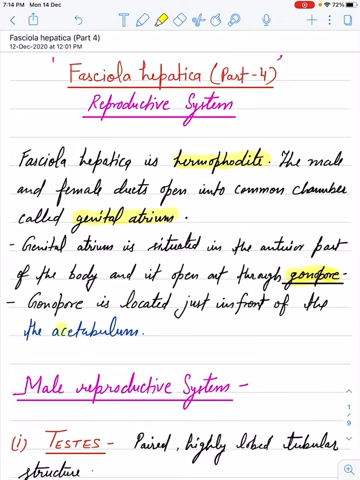 7:14 PM Mon 14 Dec
72%
Fasciola hepatica (Part 4)
12-Dec-2020 at 12:01 PM
' Fasciola hepatica (Part-4) '
Reproductive System
Fasciola hepatica is hermophodite. The male
and female ducts open into common chamber
called genital atrium.
- Genital atrium is situated in the anterior part
of the body and it open out through gonopore-
- Gonopore is located just infront of the
the acetabulum.
Male reproductive System -
1
9
(i) TESTES - Paired, highly lobed tubular
structure.